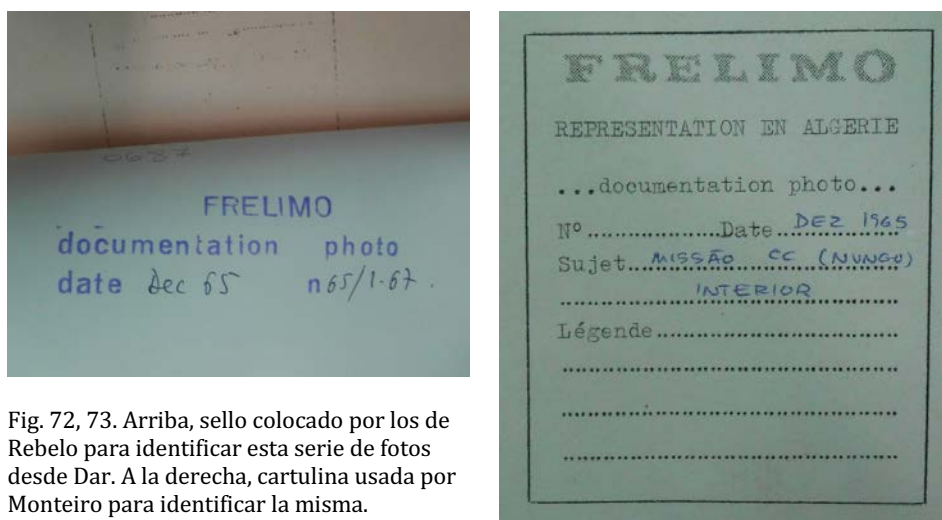 0687
FRELIMO
documentation photo
date Dec 65 n65/1-67.
Fig. 72, 73. Arriba, sello colocado por los de
Rebelo para identificar esta serie de fotos
desde Dar. A la derecha, cartulina usada por
Monteiro para identificar la misma.
FRELIMO
REPRESENTATION EN ALGERIE
...documentation photo...
Nº..................Date..DEZ 1965
Sujet..MISSÃO CC (NUNGU)
INTERIOR
Légende